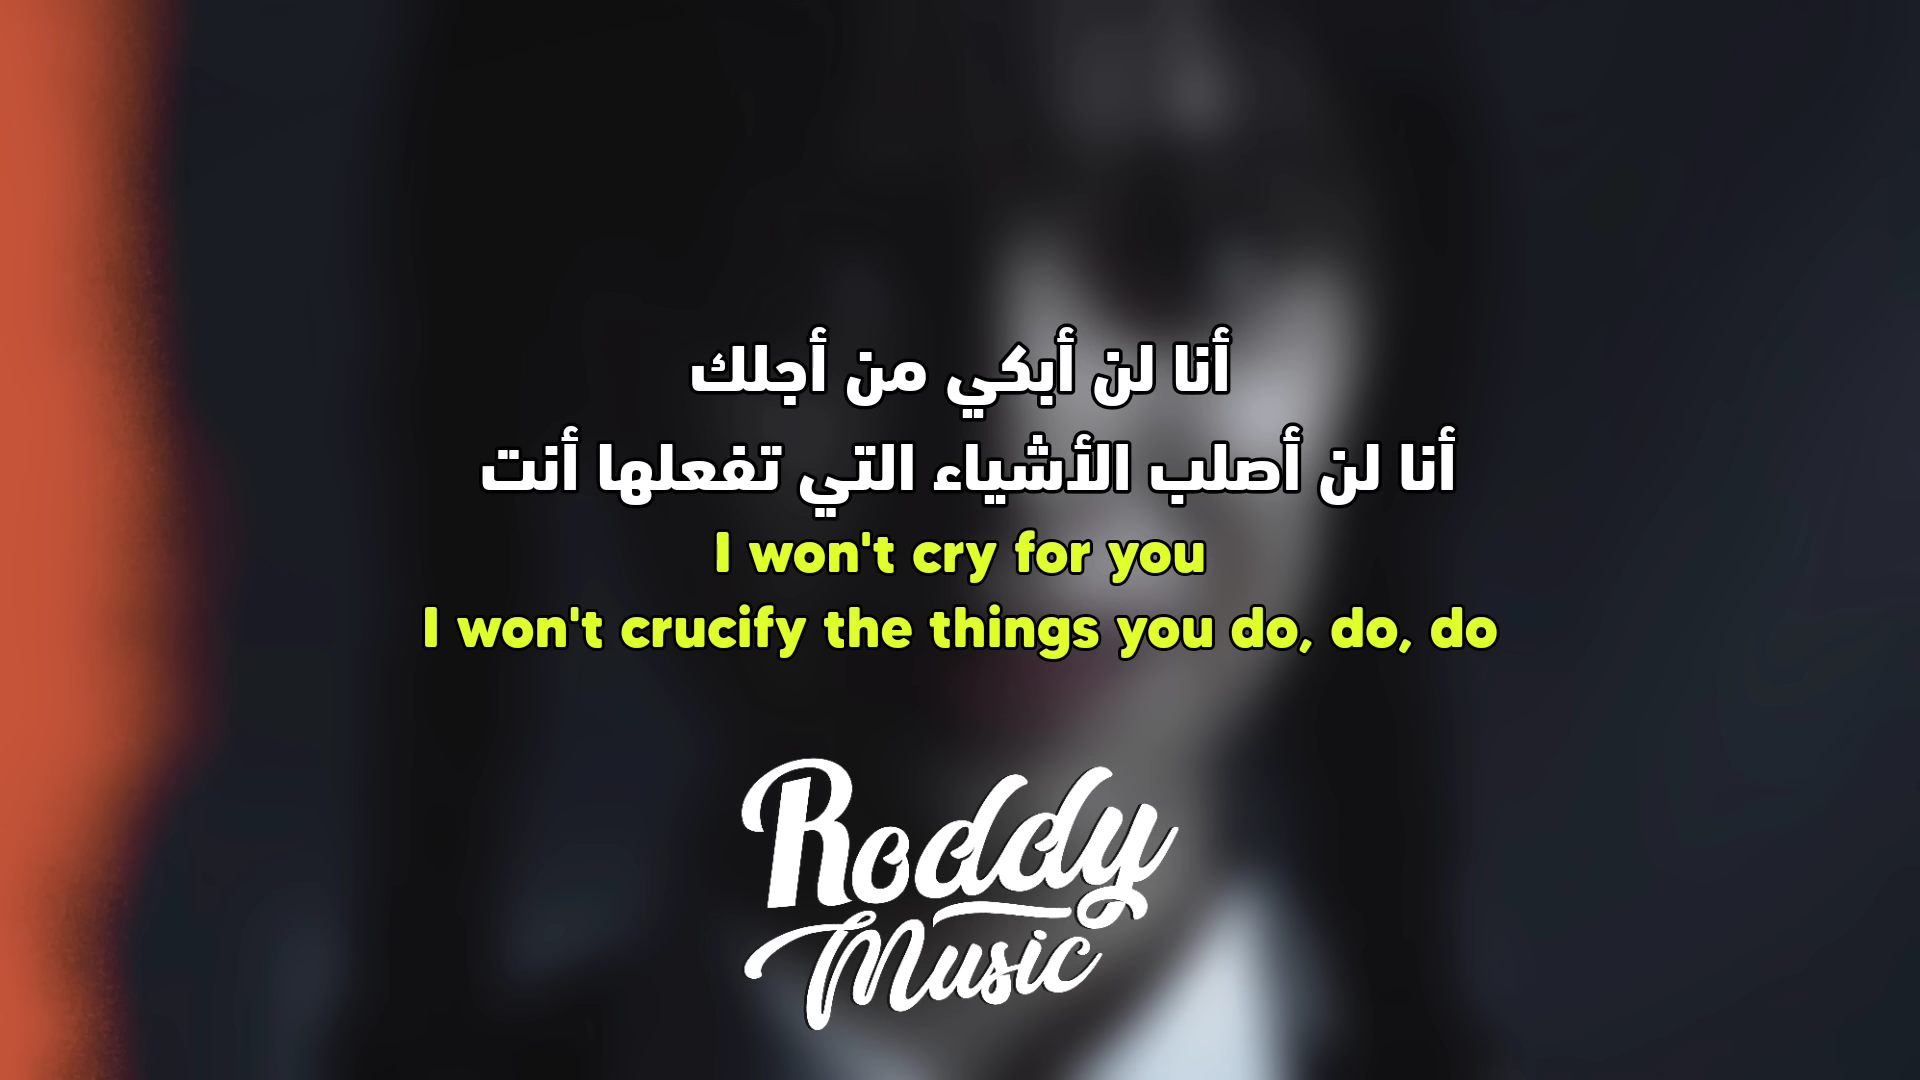 أنا لن أبكي من أجلك
أنا لن أصلب الأشياء التي تفعلها أنت
I won't cry for you
I won't crucify the things you do, do, do
Roddy
Music